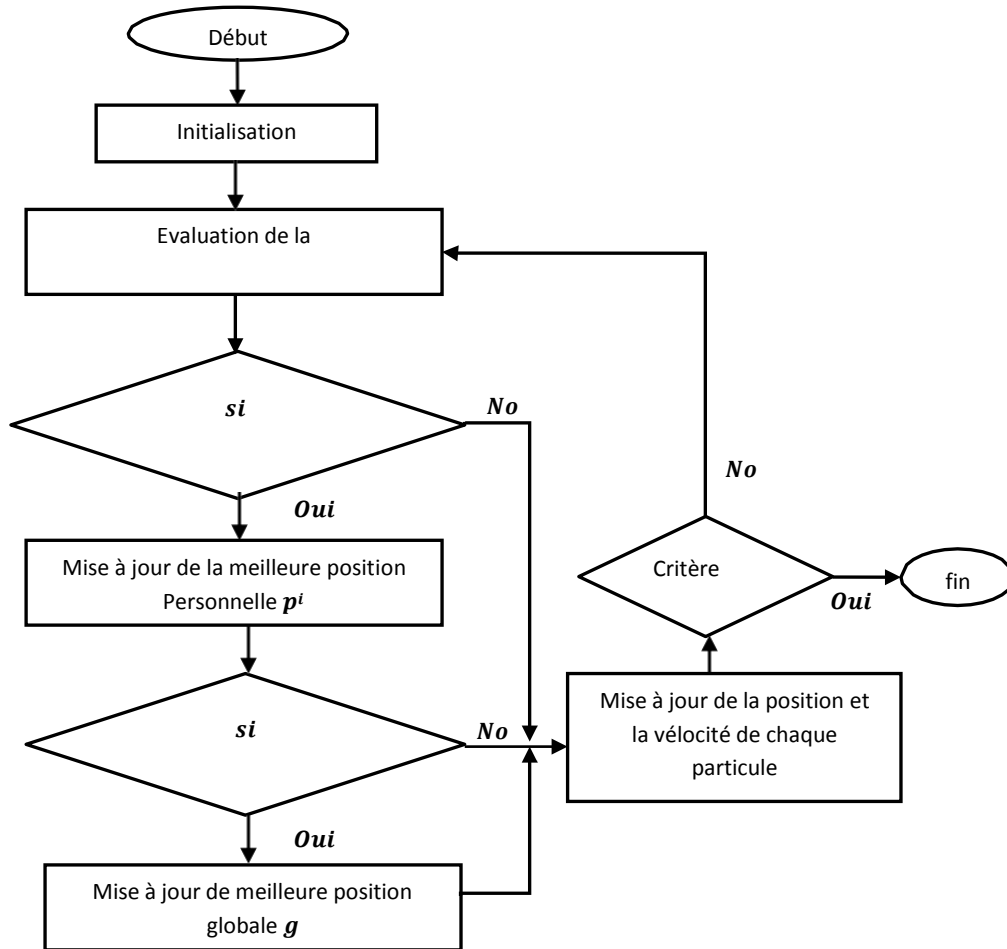 Début
Initialisation
Evaluation de la
si
No
Oui
Mise à jour de la meilleure position
Personnelle pⁱ
si
No
Oui
Mise à jour de meilleure position
globale g
Mise à jour de la position et
la vélocité de chaque
particule
Critère
No
Oui
fin